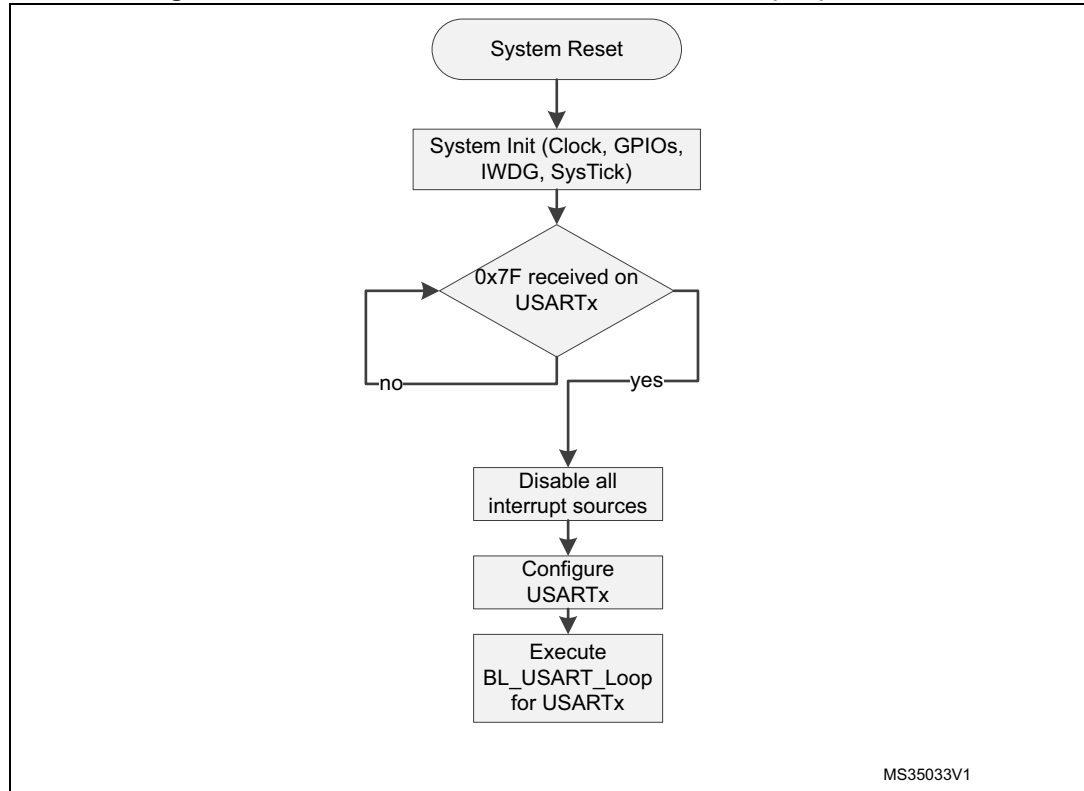 System Reset
System Init (Clock, GPIOs,
IWDG, SysTick)
0x7F received on
USARTx
no
yes
Disable all
interrupt sources
Configure
USARTx
Execute
BL_USART_Loop
for USARTx
MS35033V1